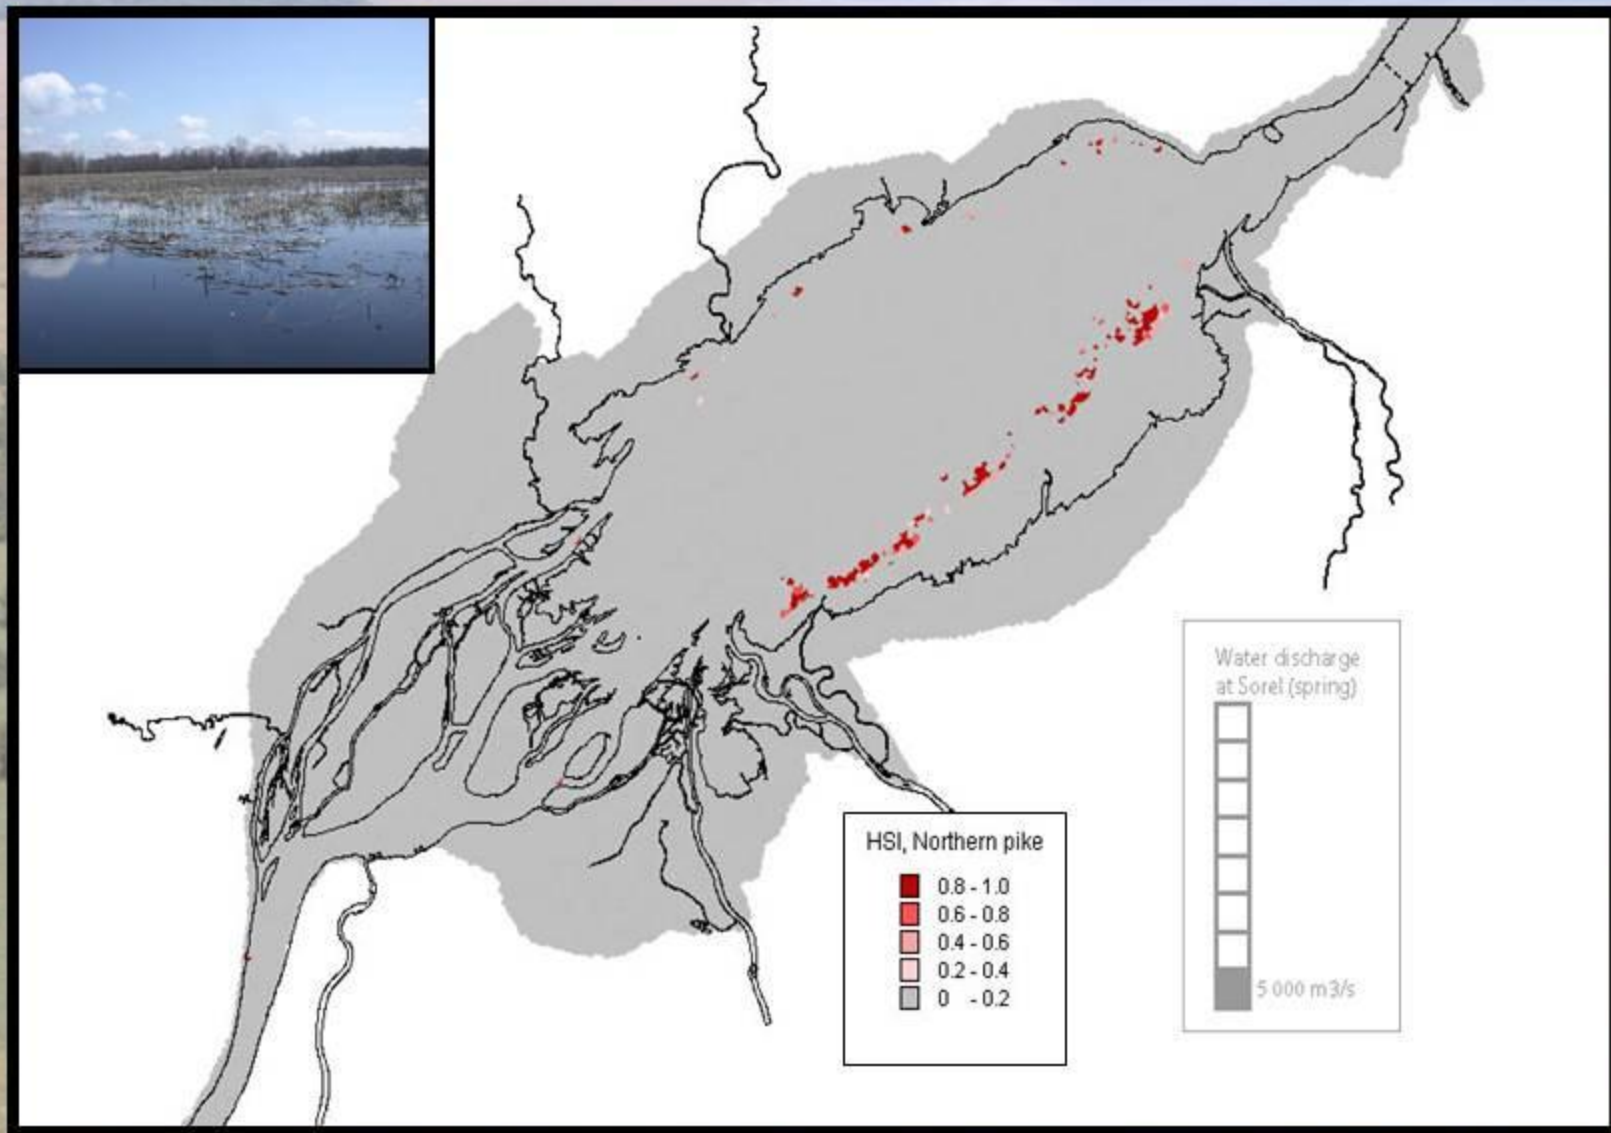 HSI, Northern pike
0.8 - 1.0
0.6 - 0.8
0.4 - 0.6
0.2 - 0.4
0 - 0.2
Water discharge
at Sorel (spring)
5 000 m3/s